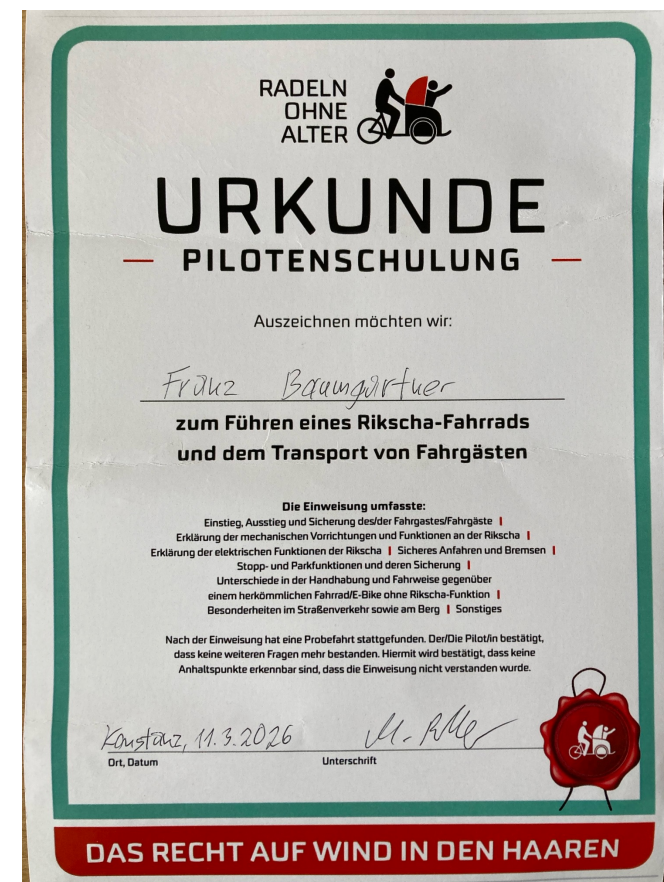 RADELN
OHNE
ALTER
URKUNDE
PILOTENSCHULUNG
Auszeichnen möchten wir:
Franz Baumgärtner
zum Führen eines Rikscha-Fahrrads
und dem Transport von Fahrgästen
Die Einweisung umfasste:
Einstieg, Ausstieg und Sicherung des/der Fahrgastes/Fahrgäste |
Erklärung der mechanischen Vorrichtungen und Funktionen an der Rikscha |
Erklärung der elektrischen Funktionen der Rikscha | Sicheres Anfahren und Bremsen |
Stopp- und Parkfunktionen und deren Sicherung |
Unterschiede in der Handhabung und Fahrweise gegenüber
einem herkömmlichen Fahrrad/E-Bike ohne Rikscha-Funktion |
Besonderheiten im Straßenverkehr sowie am Berg | Sonstiges
Nach der Einweisung hat eine Probefahrt stattgefunden. Der/Die Pilot/in bestätigt,
dass keine weiteren Fragen mehr bestanden. Hiermit wird bestätigt, dass keine
Anhaltspunkte erkennbar sind, dass die Einweisung nicht verstanden wurde.
Konstanz, 11.3.2026
Ort, Datum
Unterschrift
DAS RECHT AUF WIND IN DEN HAAREN